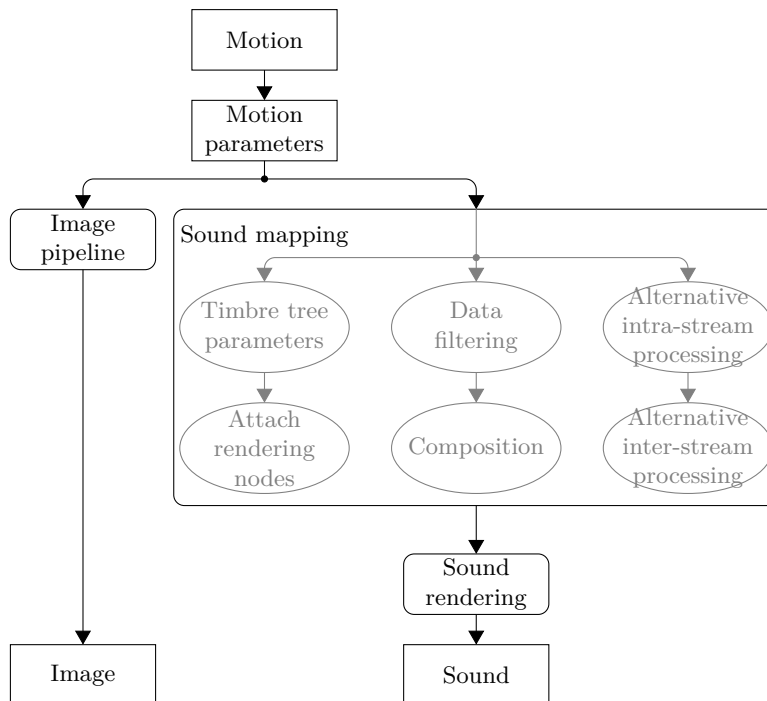 Motion
Motion
parameters
Image
pipeline
Sound mapping
Timbre tree
parameters
Data
filtering
Alternative
intra-stream
processing
Attach
rendering
nodes
Composition
Alternative
inter-stream
processing
Sound
rendering
Image
Sound